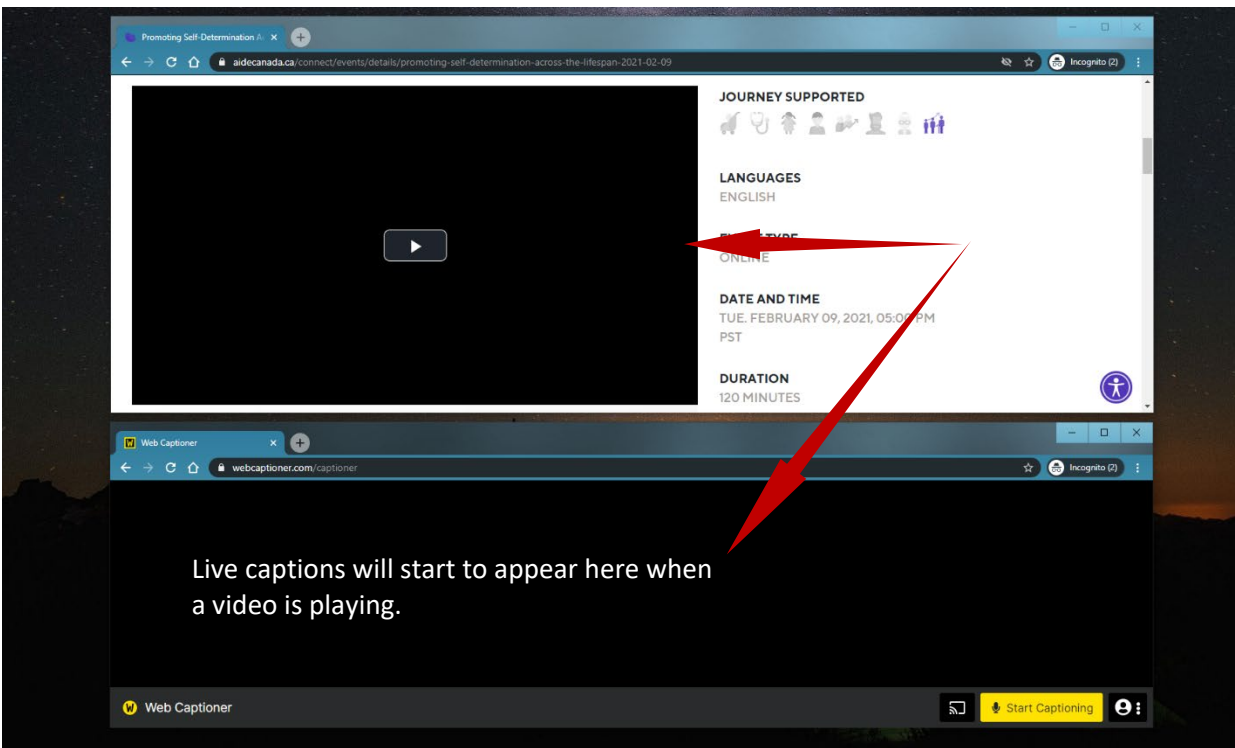 Promoting Self-Determination A
aidecanada.ca/connect/events/details/promoting-self-determination-across-the-lifespan-2021-02-09
Incognito (2)
JOURNEY SUPPORTED
LANGUAGES
ENGLISH
TYPE
ONLINE
DATE AND TIME
TUE. FEBRUARY 09, 2021, 05:00 PM
PST
DURATION
120 MINUTES
Web Captioner
webcaptioner.com/captioner
Incognito (2)
Live captions will start to appear here when
a video is playing.
Web Captioner
Start Captioning